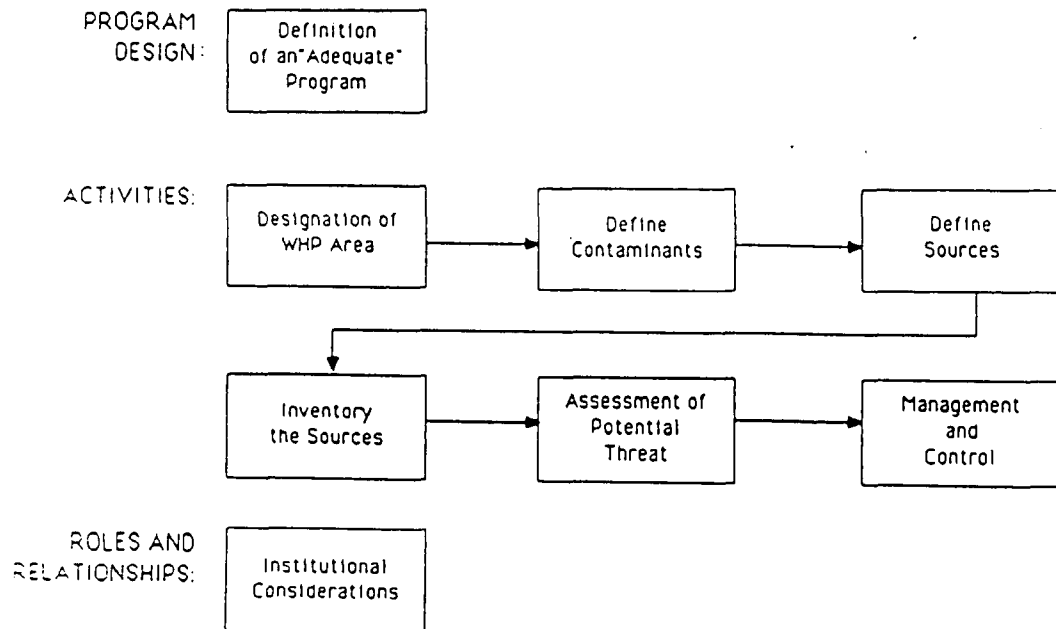 PROGRAM
DESIGN:
Definition
of an "Adequate"
Program
ACTIVITIES:
Designation of
WHP Area
Define
Contaminants
Define
Sources
Inventory
the Sources
Assessment of
Potential
Threat
Management
and
Control
ROLES AND
RELATIONSHIPS:
Institutional
Considerations